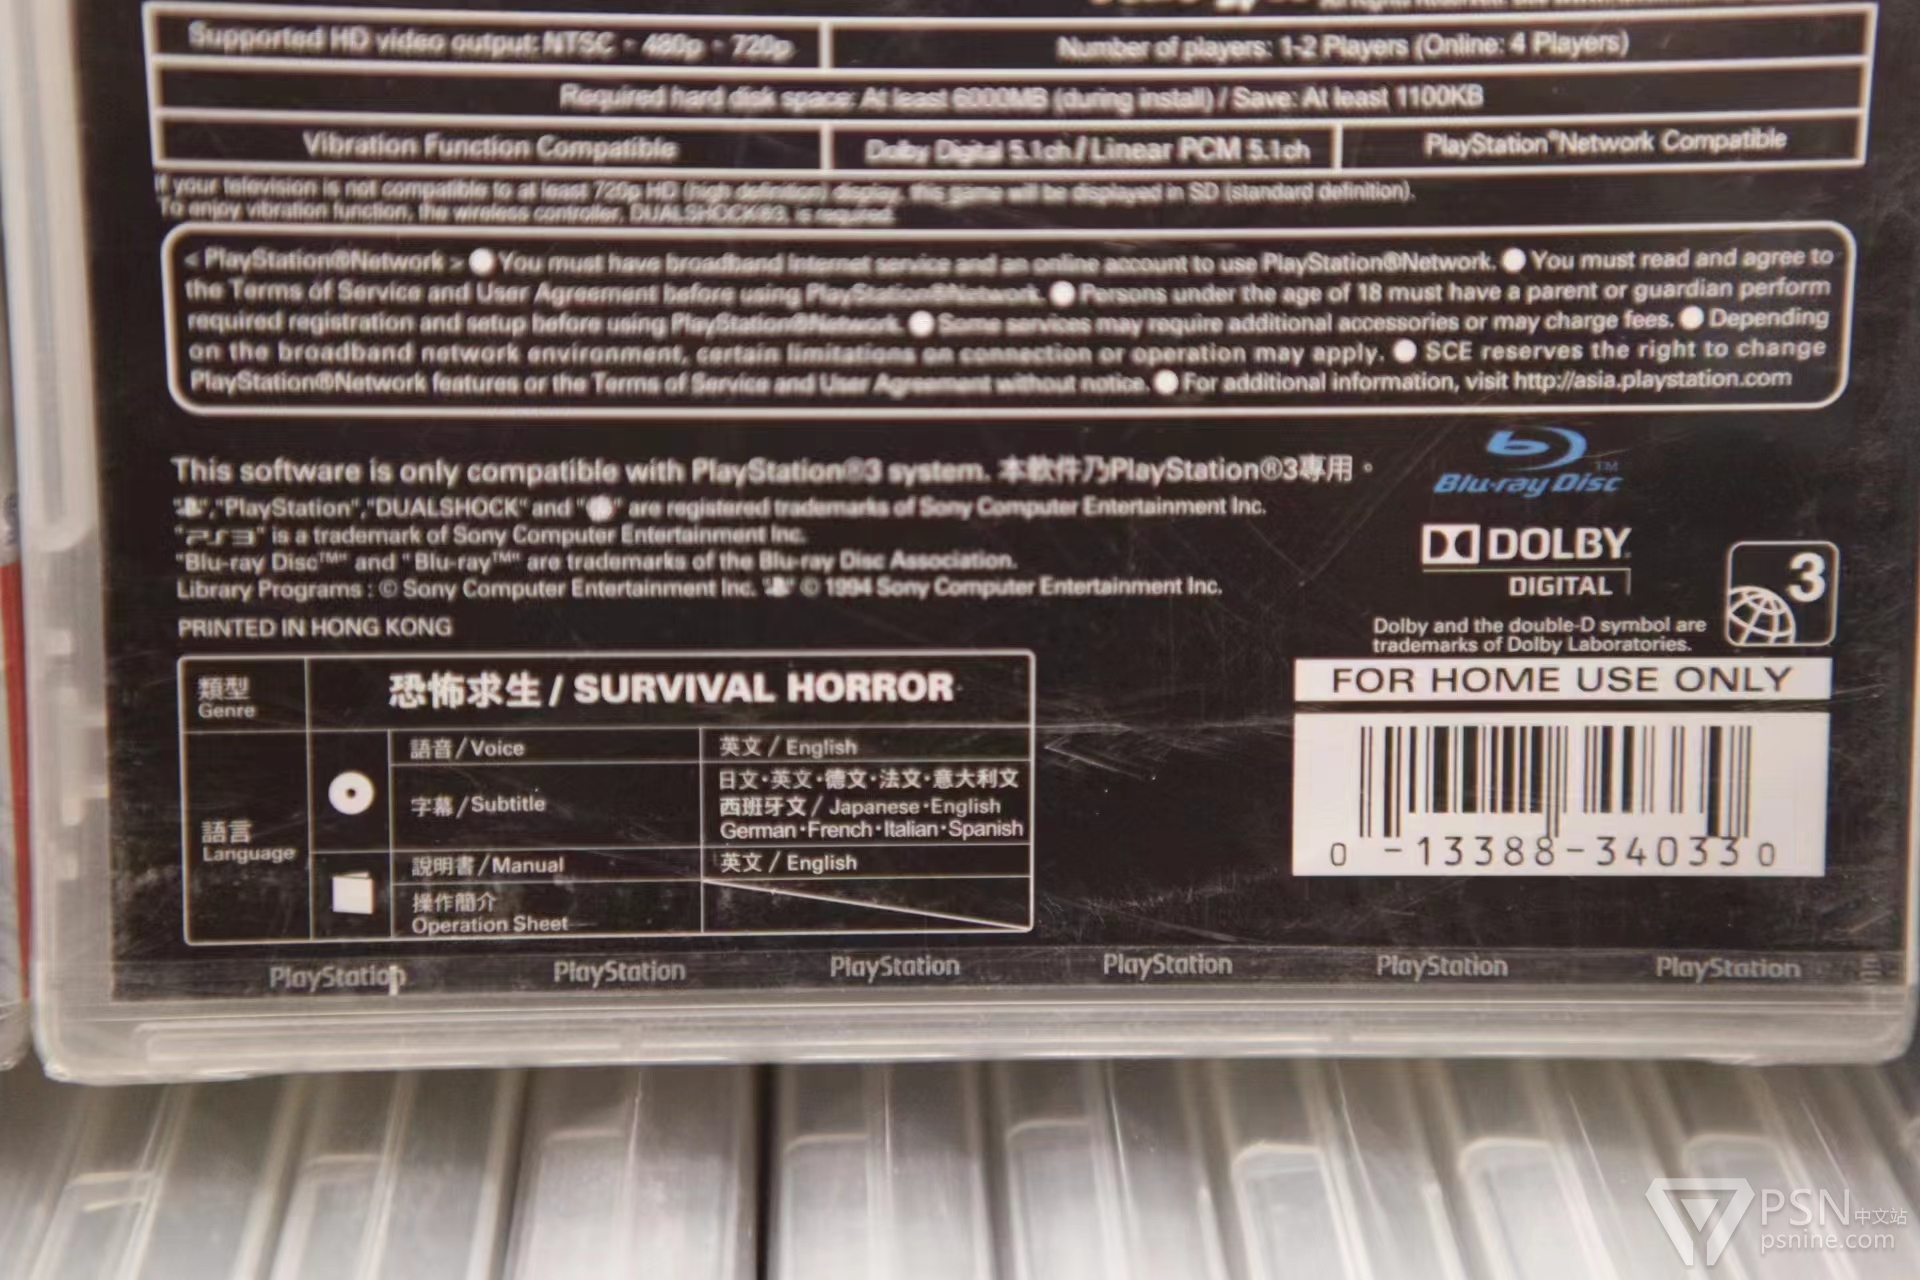 Supported HD video output: NTSC・480p・720p
Number of players: 1-2 Players (Online: 4 Players)
Required hard disk space: At least 6000MB (during install) / Save: At least 1100KB
Vibration Function Compatible
Dolby Digital 5.1ch / Linear PCM 5.1ch
PlayStation®Network Compatible
If your television is not compatible to at least 720p HD (high definition) display, this game will be displayed in SD (standard definition).
To enjoy vibration function, the wireless controller, DUALSHOCK®3, is required.
< PlayStation®Network > ●You must have broadband Internet service and an online account to use PlayStation®Network. ●You must read and agree to
the Terms of Service and User Agreement before using PlayStation®Network. ●Persons under the age of 18 must have a parent or guardian perform
required registration and setup before using PlayStation®Network. ●Some services may require additional accessories or may charge fees. ●Depending
on the broadband network environment, certain limitations on connection or operation may apply. ●SCE reserves the right to change
PlayStation®Network features or the Terms of Service and User Agreement without notice. ●For additional information, visit http://asia.playstation.com
This software is only compatible with PlayStation®3 system. 本軟件乃PlayStation®3專用。
"PlayStation", "DUALSHOCK" and " " are registered trademarks of Sony Computer Entertainment Inc.
"PS3" is a trademark of Sony Computer Entertainment Inc.
"Blu-ray Disc™" and "Blu-ray™" are trademarks of the Blu-ray Disc Association.
Library Programs : © Sony Computer Entertainment Inc. " " © 1994 Sony Computer Entertainment Inc.
PRINTED IN HONG KONG
Blu-ray Disc™
DOLBY
DIGITAL
3
Dolby and the double-D symbol are
trademarks of Dolby Laboratories.
FOR HOME USE ONLY
0 -13388-34033 0
類型
Genre
恐怖求生 / SURVIVAL HORROR
語言
Language
語音 / Voice
英文 / English
字幕 / Subtitle
日文・英文・德文・法文・意大利文
西班牙文 / Japanese・English
German・French・Italian・Spanish
說明書 / Manual
英文 / English
操作簡介
Operation Sheet
PlayStation PlayStation PlayStation PlayStation PlayStation PlayStation
PSN中文站
psnine.com